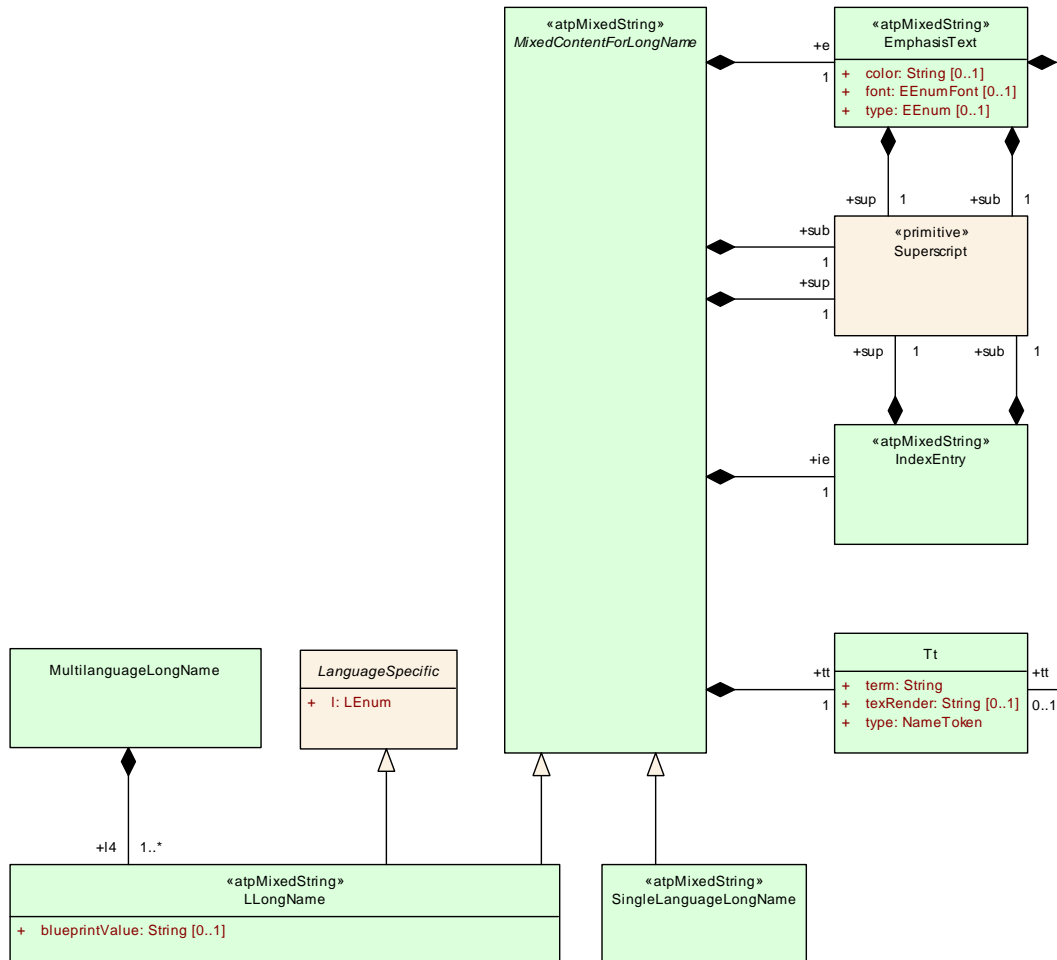 «atpMixedString»
MixedContentForLongName
+e
1
«atpMixedString»
EmphasisText
+ color: String [0..1]
+ font: EEnumFont [0..1]
+ type: EEnum [0..1]
+sup
1
+sub
1
«primitive»
Superscript
+sub
1
+sup
1
+sup
1
+sub
1
«atpMixedString»
IndexEntry
+ie
1
Tt
+ term: String
+ texRender: String [0..1]
+ type: NameToken
+tt
1
+tt
0..1
MultilanguageLongName
LanguageSpecific
+ l: LEnum
+l4
1..*
«atpMixedString»
LLongName
+ blueprintValue: String [0..1]
«atpMixedString»
SingleLanguageLongName